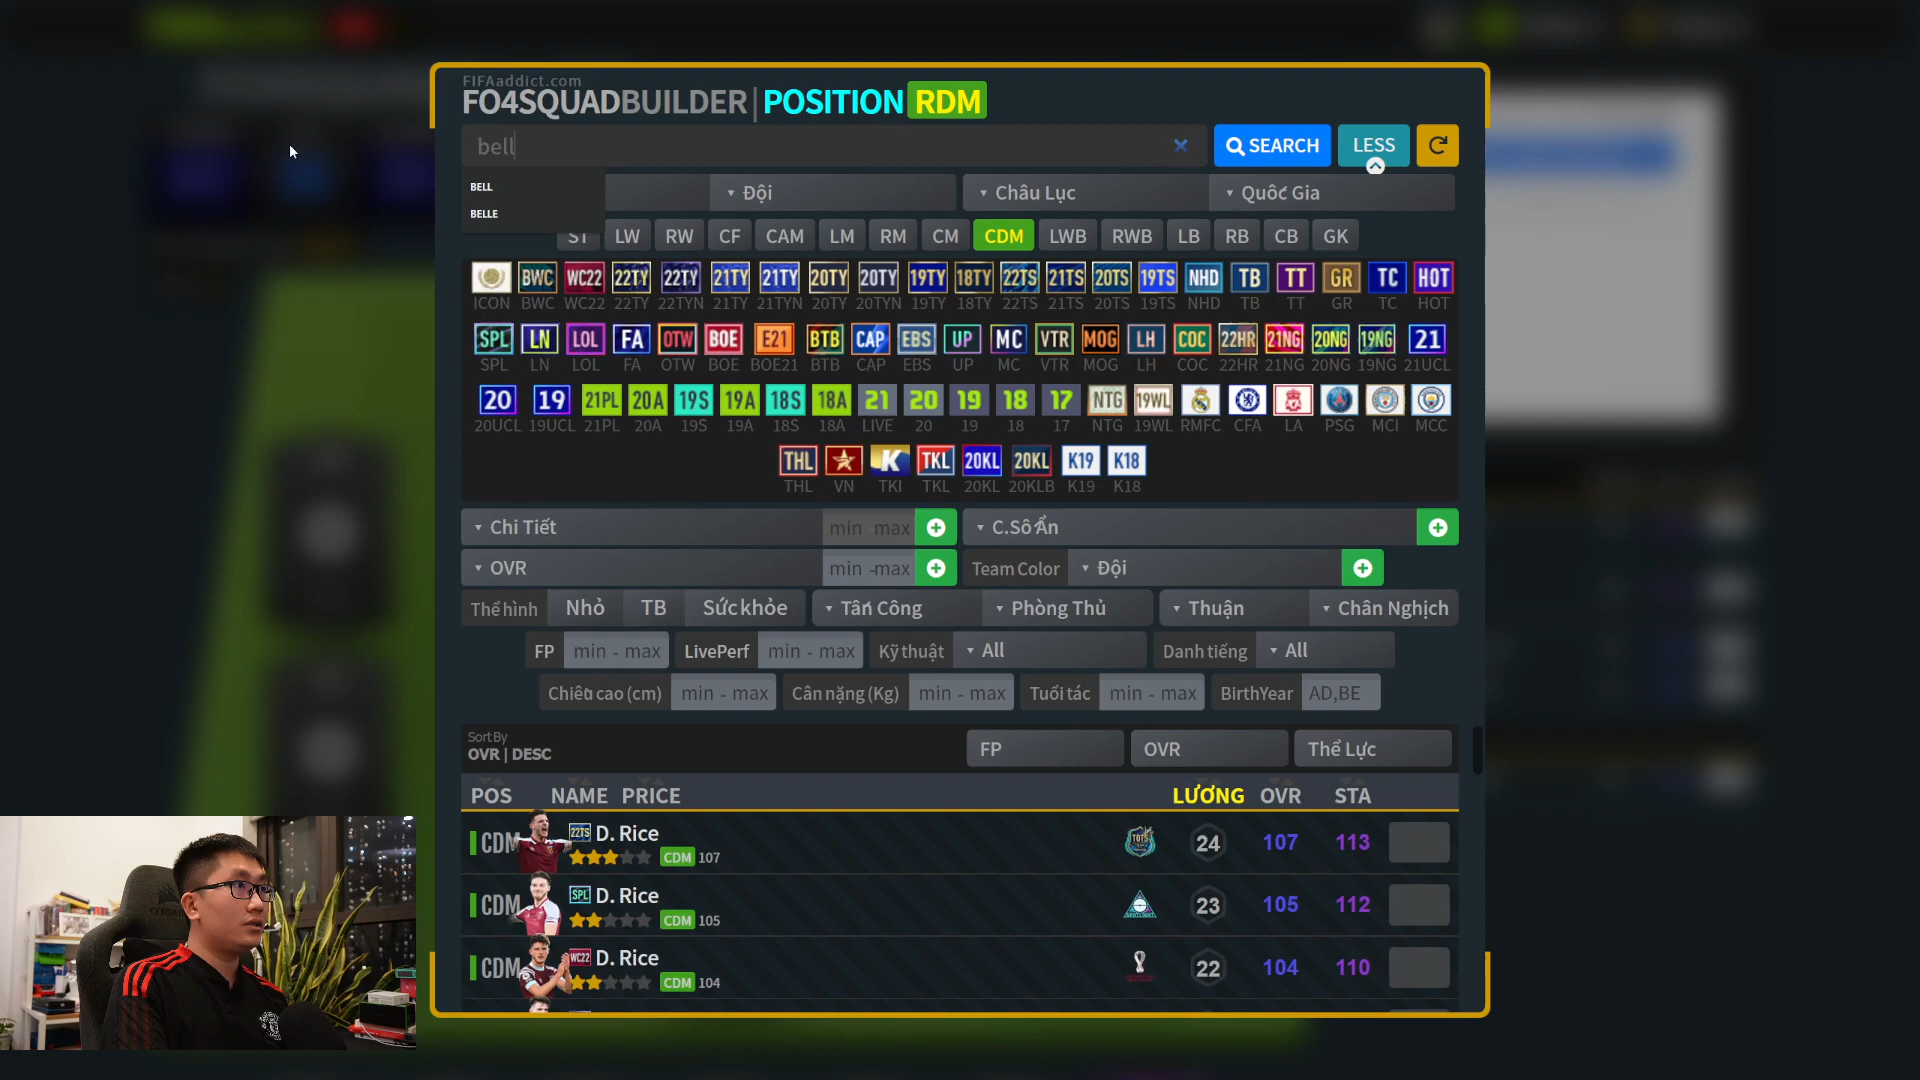 FIFAaddict.com
FO4SQUADBUILDER | POSITION RDM
bell
SEARCH
LESS
BELL
BELLE
Đội
Châu Lục
Quốc Gia
ST LW RW CF CAM LM RM CM CDM LWB RWB LB RB CB GK
BWC WC22 22TY 22TY 21TY 21TY 20TY 20TY 19TY 18TY 22TS 21TS 20TS 19TS NHD TB TT GR TC HOT
ICON BWC WC22 22TY 22TYN 21TY 21TYN 20TY 20TYN 19TY 18TY 22TS 21TS 20TS 19TS NHD TB TT GR TC HOT
SPL LN LOL FA OTW BOE E21 BTB CAP EBS UP MC VTR MOG LH COC 22HR 21NG 20NG 19NG 21
SPL LN LOL FA OTW BOE BOE21 BTB CAP EBS UP MC VTR MOG LH COC 22HR 21NG 20NG 19NG 21UCL
20 19 21PL 20A 19S 19A 18S 18A 21 20 19 18 17 NTG 19WL
20UCL 19UCL 21PL 20A 19S 19A 18S 18A LIVE 20 19 18 17 NTG 19WL RMFC CFA LA PSG MCI MCC
THL K TKL 20KL 20KL K19 K18
THL VN TKI TKL 20KL 20KLB K19 K18
Chi Tiết min max C.Số Ẩn
OVR min - max Team Color Đội
Thể hình Nhỏ TB Sức khỏe Tấn Công Phòng Thủ Thuận Chân Nghịch
FP min - max LivePerf min - max Kỹ thuật All Danh tiếng All
Chiều cao (cm) min - max Cân nặng (Kg) min - max Tuổi tác min - max BirthYear AD,BE
Sort By
OVR | DESC
FP OVR Thể Lực
POS NAME PRICE LƯƠNG OVR STA
CDM 22TS D. Rice 24 107 113
CDM 107
CDM SPL D. Rice 23 105 112
CDM 105
CDM WC22 D. Rice 22 104 110
CDM 104